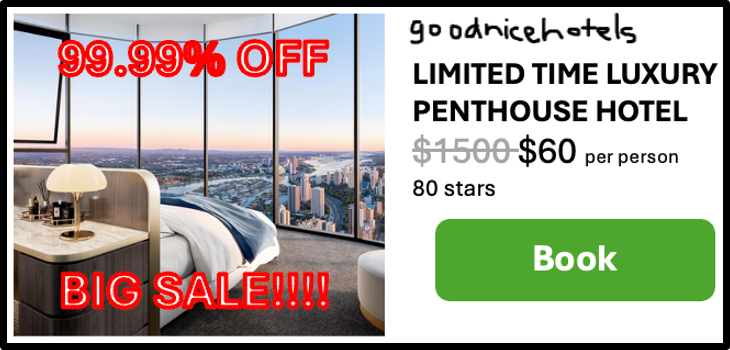 99.99% OFF
BIG SALE!!!!
goodnicehotels
LIMITED TIME LUXURY
PENTHOUSE HOTEL
$1500 $60 per person
80 stars
Book